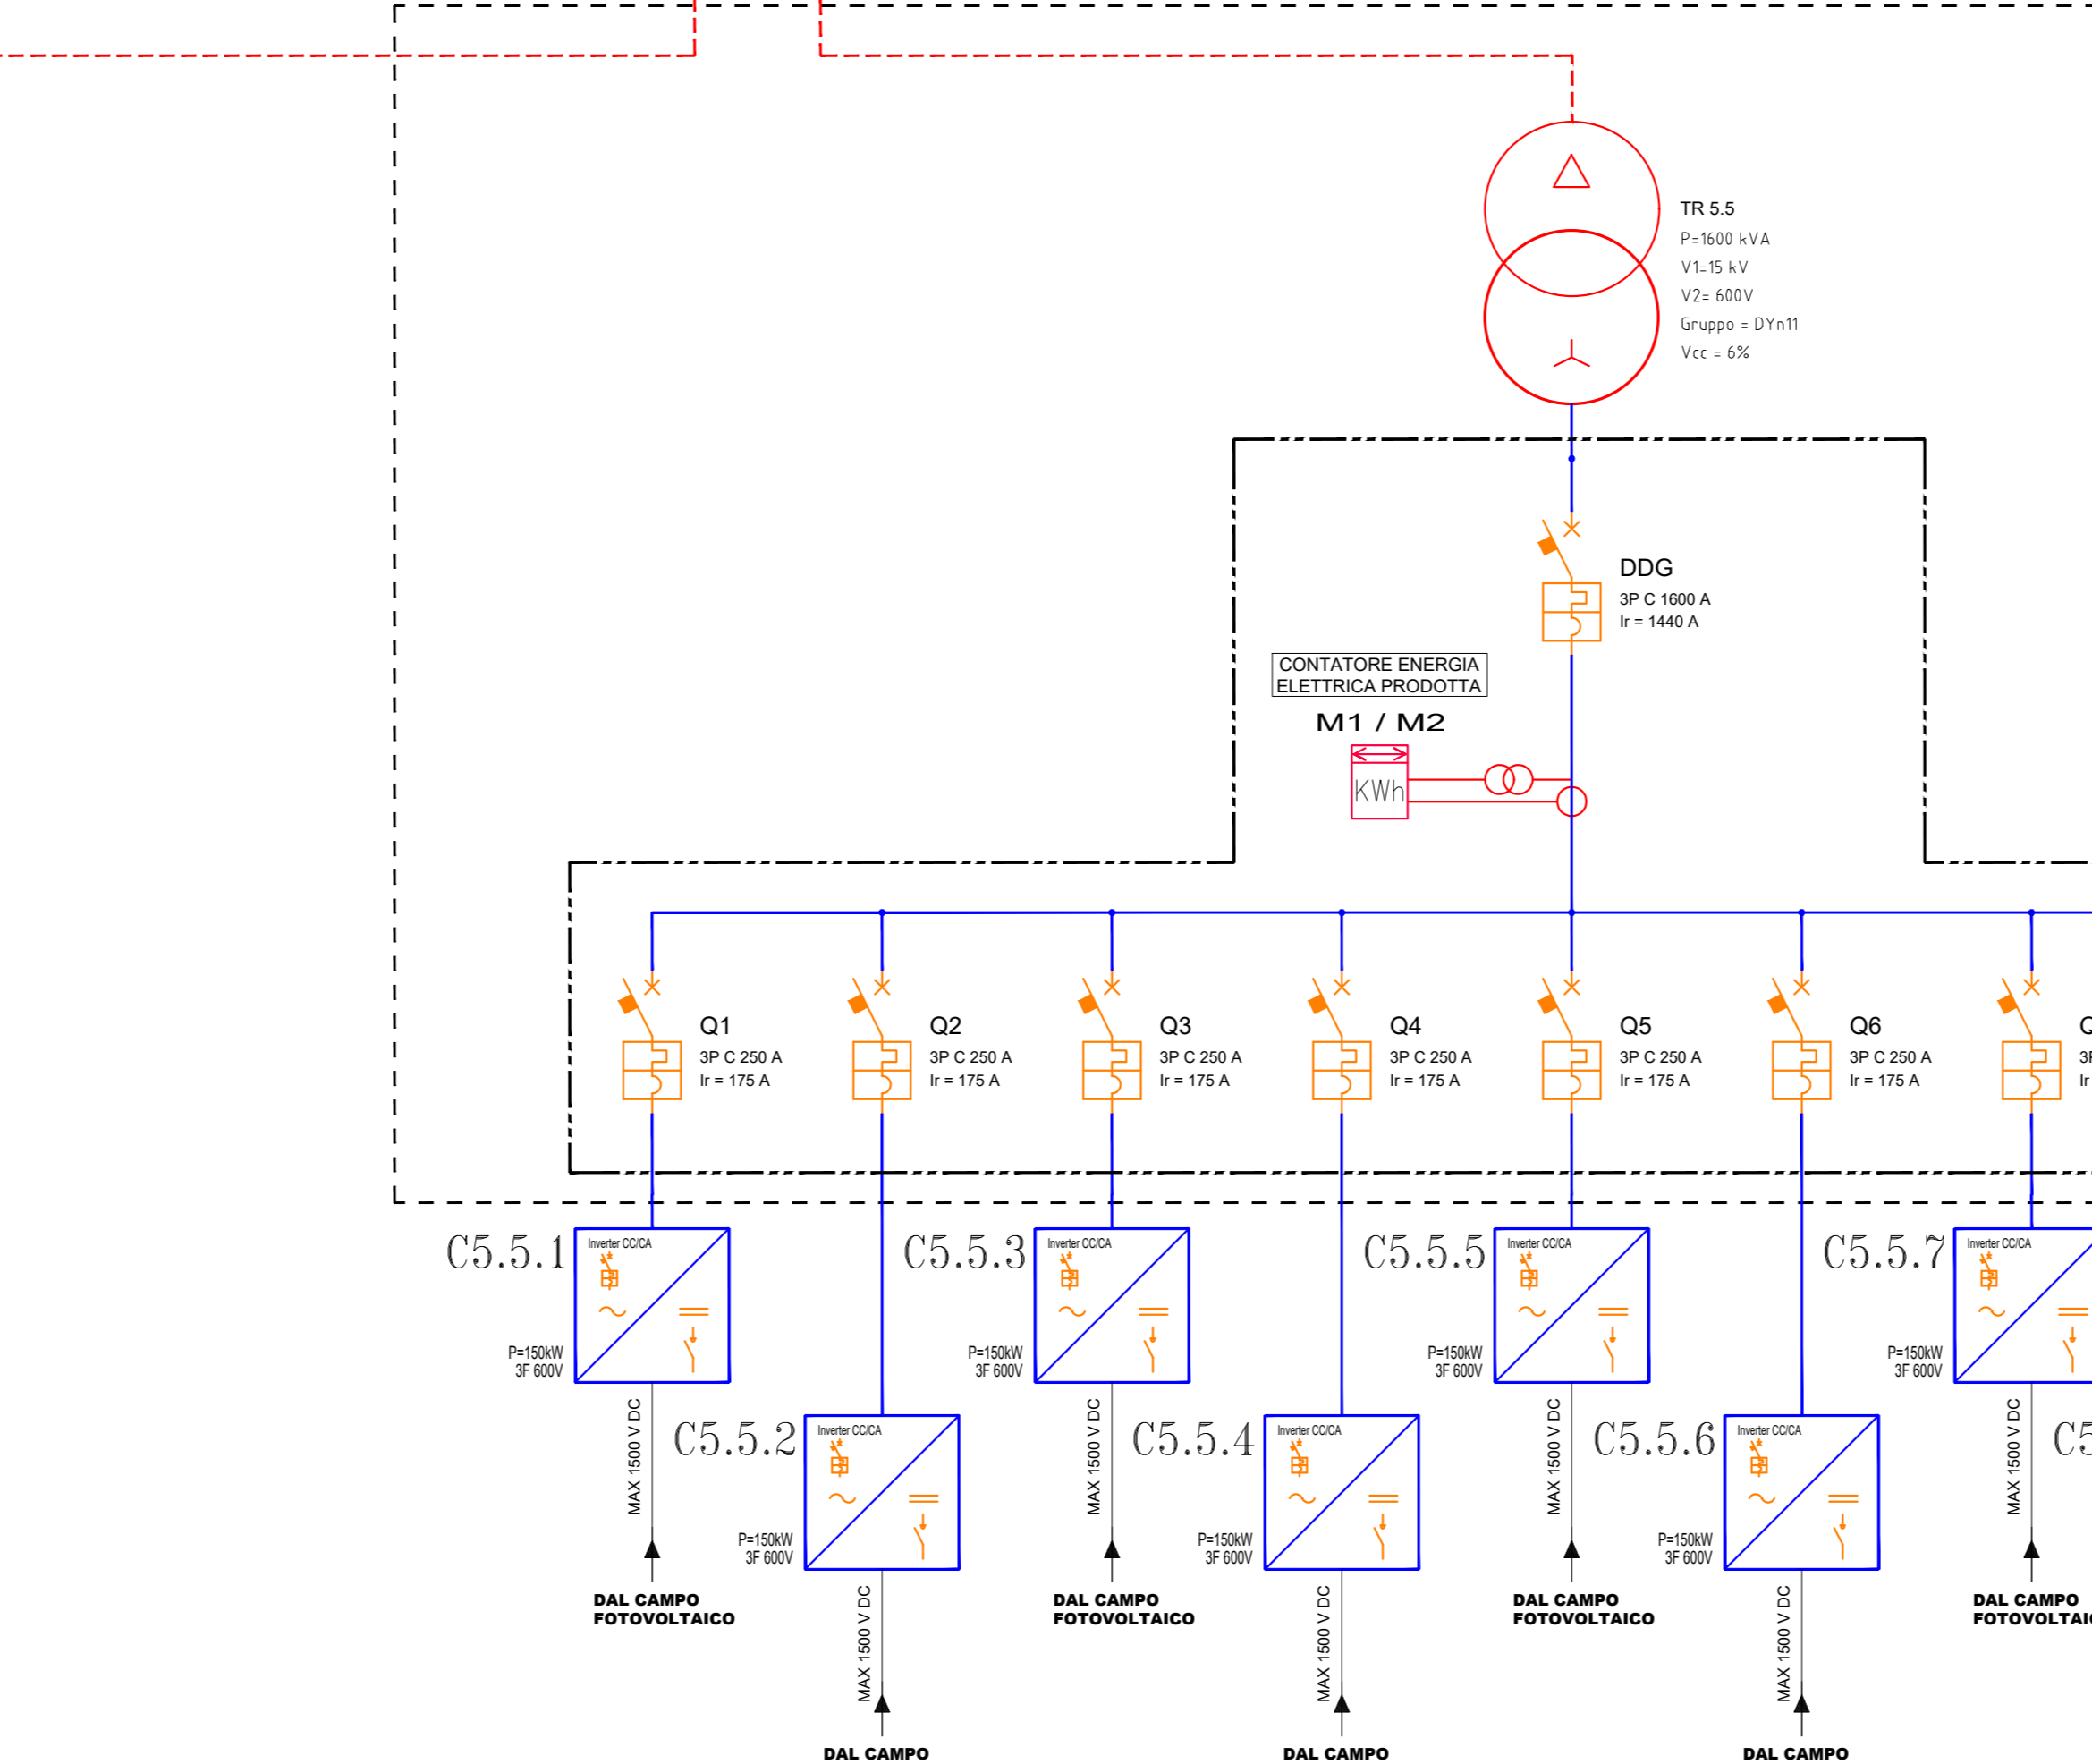 TR 5.5
P=1600 kVA
V1=15 kV
V2= 600V
Gruppo = DYn11
Vcc = 6%
DDG
3P C 1600 A
Ir = 1440 A
CONTATORE ENERGIA
ELETTRICA PRODOTTA
M1 / M2
KWh
Q1
3P C 250 A
Ir = 175 A
Q2
3P C 250 A
Ir = 175 A
Q3
3P C 250 A
Ir = 175 A
Q4
3P C 250 A
Ir = 175 A
Q5
3P C 250 A
Ir = 175 A
Q6
3P C 250 A
Ir = 175 A
Ir
C5.5.1
Inverter CC/CA
P=150kW
3F 600V
MAX 1500 V DC
DAL CAMPO
FOTOVOLTAICO
C5.5.2
Inverter CC/CA
P=150kW
3F 600V
MAX 1500 V DC
DAL CAMPO
C5.5.3
Inverter CC/CA
P=150kW
3F 600V
MAX 1500 V DC
DAL CAMPO
FOTOVOLTAICO
C5.5.4
Inverter CC/CA
P=150kW
3F 600V
MAX 1500 V DC
DAL CAMPO
C5.5.5
Inverter CC/CA
P=150kW
3F 600V
MAX 1500 V DC
DAL CAMPO
FOTOVOLTAICO
C5.5.6
Inverter CC/CA
P=150kW
3F 600V
MAX 1500 V DC
DAL CAMPO
C5.5.7
Inverter CC/CA
P=150kW
3F 600V
MAX 1500 V DC
DAL CAMPO